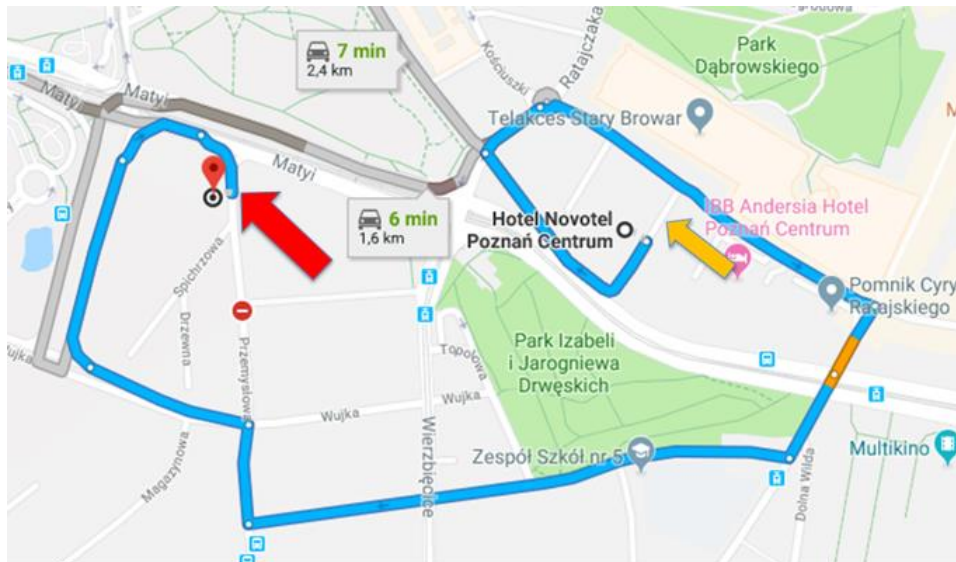 7 min
2,4 km
Kościuszki
Ratajczaka
Park
Dąbrowskiego
Matyi
Matyi
Telakces Stary Browar
Matyi
6 min
1,6 km
Hotel Novotel
Poznań Centrum
IBB Andersia Hotel
Poznań Centrum
Spichrzowa
Pomnik Cyry
Ratajskiego
Drzewna
Przemysłowa
Topolowa
Park Izabeli
i Jarogniewa
Drwęskich
Wujka
Wujka
Wujka
Magazynowa
Wierzbięcice
Zespół Szkół nr 5
Multikino
Dolna Wilda